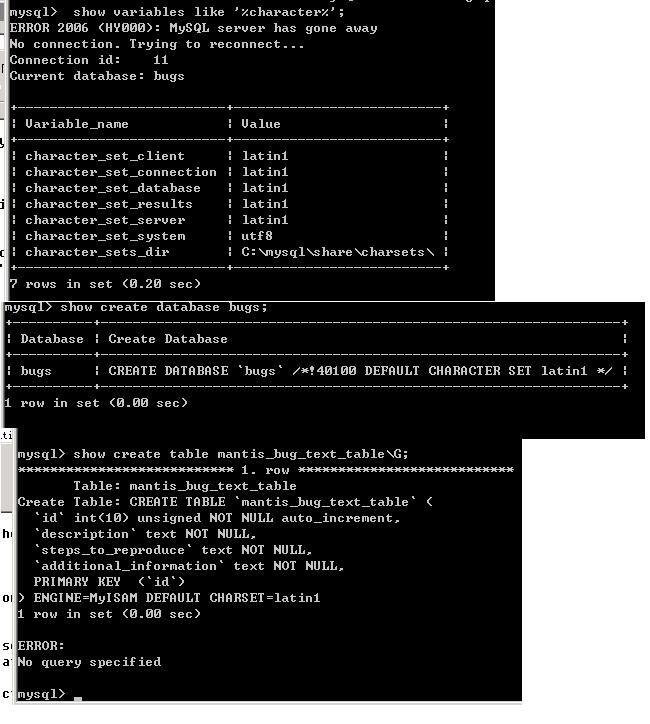 mysql>  show variables like '%character%';
ERROR 2006 (HY000): MySQL server has gone away
No connection. Trying to reconnect...
Connection id:    11
Current database: bugs
+--------------------------+---------------------------+
| Variable_name            | Value                     |
+--------------------------+---------------------------+
| character_set_client     | latin1                    |
| character_set_connection | latin1                    |
| character_set_database   | latin1                    |
| character_set_results    | latin1                    |
| character_set_server     | latin1                    |
| character_set_system     | utf8                      |
| character_sets_dir       | C:\mysql\share\charsets\ |
+--------------------------+---------------------------+
7 rows in set (0.20 sec)
mysql> show create database bugs;
+----------+-----------------------------------------------------------------+
| Database | Create Database                                                 |
+----------+-----------------------------------------------------------------+
| bugs     | CREATE DATABASE `bugs` /*!40100 DEFAULT CHARACTER SET latin1 */ |
+----------+-----------------------------------------------------------------+
1 row in set (0.00 sec)
mysql> show create table mantis_bug_text_table\G;
*************************** 1. row ***************************
       Table: mantis_bug_text_table
Create Table: CREATE TABLE `mantis_bug_text_table` (
  `id` int(10) unsigned NOT NULL auto_increment,
  `description` text NOT NULL,
  `steps_to_reproduce` text NOT NULL,
  `additional_information` text NOT NULL,
  PRIMARY KEY  (`id`)
) ENGINE=MyISAM DEFAULT CHARSET=latin1
1 row in set (0.00 sec)
ERROR:
No query specified
mysql> _